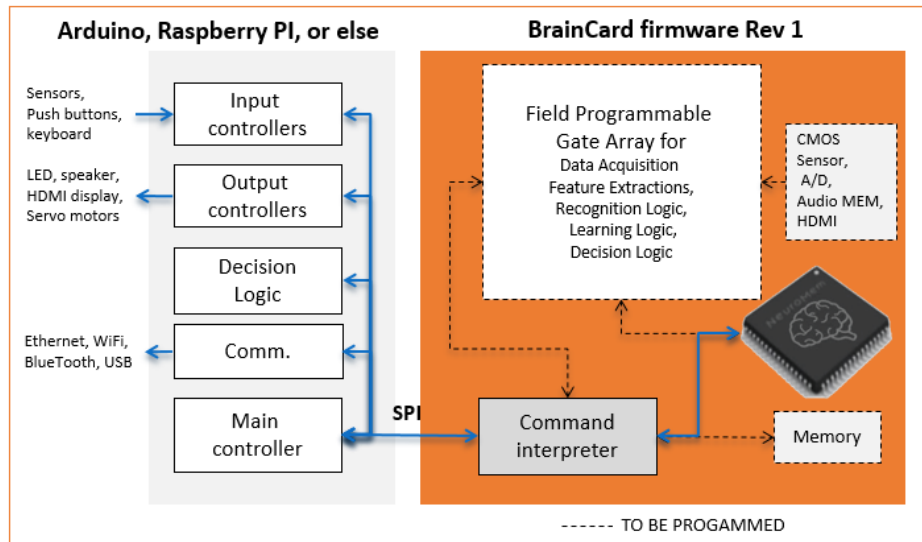 Arduino, Raspberry PI, or else
BrainCard firmware Rev 1
Sensors,
Push buttons,
keyboard
Input
controllers
LED, speaker,
HDMI display,
Servo motors
Output
controllers
Decision
Logic
Ethernet, WiFi,
BlueTooth, USB
Comm.
Main
controller
SPI
Field Programmable
Gate Array for
Data Acquisition
Feature Extractions,
Recognition Logic,
Learning Logic,
Decision Logic
CMOS
Sensor,
A/D,
Audio MEM,
HDMI
NeuroMem
Command
interpreter
Memory
------ TO BE PROGAMMED